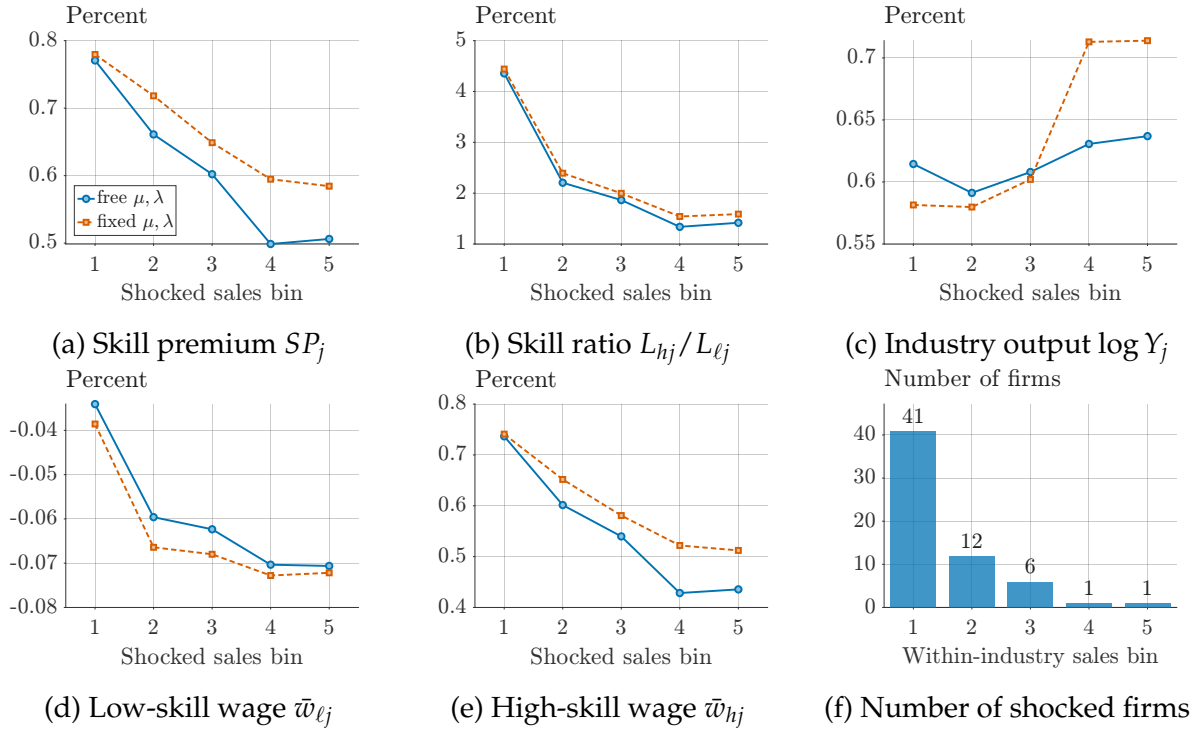 Percent
0.8
0.7
0.6
0.5
free μ, λ
fixed μ, λ
1 2 3 4 5
Shocked sales bin
(a) Skill premium SPⱼ
Percent
5
4
3
2
1
1 2 3 4 5
Shocked sales bin
(b) Skill ratio Lₕⱼ/Lℓⱼ
Percent
0.7
0.65
0.6
0.55
1 2 3 4 5
Shocked sales bin
(c) Industry output log Yⱼ
Percent
-0.04
-0.05
-0.06
-0.07
-0.08
1 2 3 4 5
Shocked sales bin
(d) Low-skill wage w̄ℓⱼ
Percent
0.8
0.7
0.6
0.5
0.4
1 2 3 4 5
Shocked sales bin
(e) High-skill wage w̄ₕⱼ
Number of firms
40
30
20
10
0
41 12 6 1 1
1 2 3 4 5
Within-industry sales bin
(f) Number of shocked firms